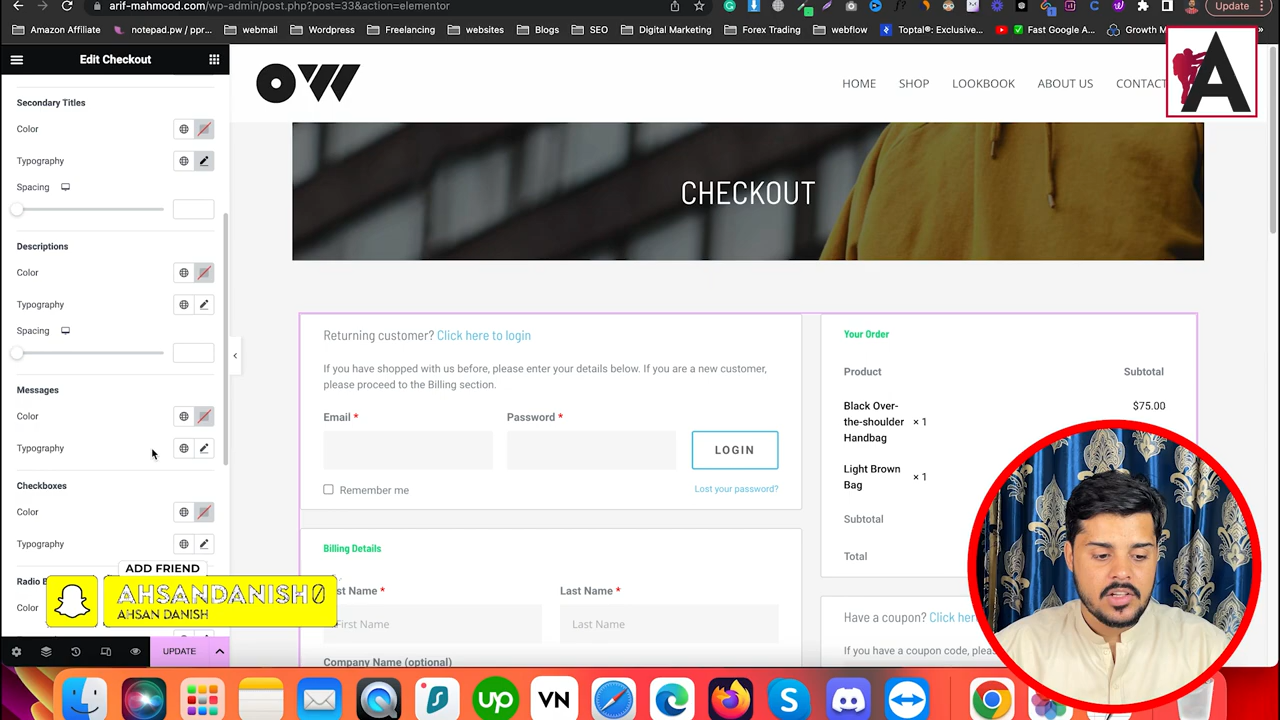 arif-mahmood.com/wp-admin/post.php?post=33&action=elementor
Update
Amazon Affiliate
notepad.pw / ppr...
webmail
Wordpress
Freelancing
websites
Blogs
SEO
Digital Marketing
Forex Trading
webflow
Toptal®: Exclusiv...
Fast Google A...
Growth M
Edit Checkout
OW
HOME
SHOP
LOOKBOOK
ABOUT US
CONTACT
A
Secondary Titles
Color
Typography
Spacing
CHECKOUT
Descriptions
Color
Typography
Spacing
Messages
Color
Typography
Checkboxes
Color
Typography
Radio B
Color
Returning customer? Click here to login
If you have shopped with us before, please enter your details below. If you are a new customer,
please proceed to the Billing section.
Email *
Password *
LOGIN
Remember me
Lost your password?
Billing Details
st Name *
Last Name *
First Name
Last Name
Company Name (optional)
Your Order
Product
Subtotal
Black Over-
the-shoulder
Handbag
× 1
$75.00
Light Brown
Bag
× 1
Subtotal
Total
Have a coupon? Click her
If you have a coupon code, pleas
ADD FRIEND
AHSANDANISH0
AHSAN DANISH
UPDATE
up
VN
S